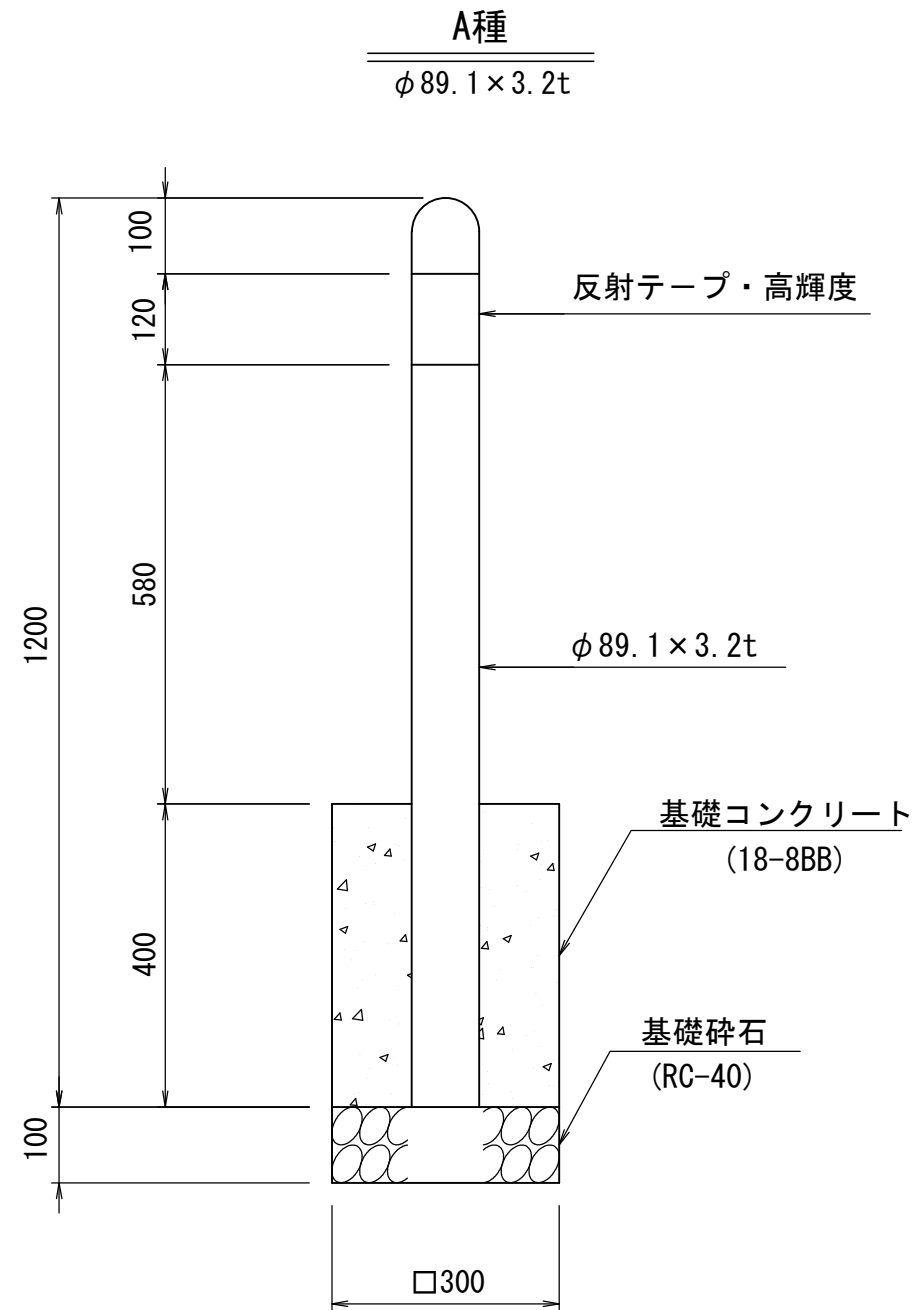 A種
φ89.1×3.2t
100
120
反射テープ・高輝度
580
1200
φ89.1×3.2t
基礎コンクリート
(18-8BB)
400
基礎砕石
(RC-40)
100
□300